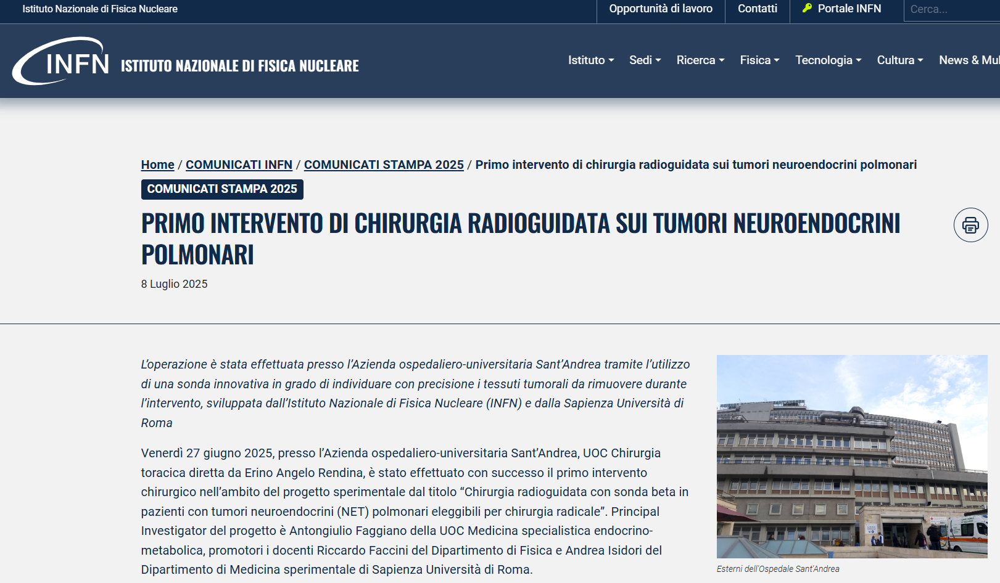 Istituto Nazionale di Fisica Nucleare
Opportunità di lavoro
Contatti
Portale INFN
Cerca...
INFN
ISTITUTO NAZIONALE DI FISICA NUCLEARE
Istituto
Sedi
Ricerca
Fisica
Tecnologia
Cultura
News & Mul
Home / COMUNICATI INFN / COMUNICATI STAMPA 2025 / Primo intervento di chirurgia radioguidata sui tumori neuroendocrini polmonari
COMUNICATI STAMPA 2025
PRIMO INTERVENTO DI CHIRURGIA RADIOGUIDATA SUI TUMORI NEUROENDOCRINI
POLMONARI
8 Luglio 2025
L’operazione è stata effettuata presso l’Azienda ospedaliero-universitaria Sant’Andrea tramite l’utilizzo
di una sonda innovativa in grado di individuare con precisione i tessuti tumorali da rimuovere durante
l’intervento, sviluppata dall’Istituto Nazionale di Fisica Nucleare (INFN) e dalla Sapienza Università di
Roma
Venerdì 27 giugno 2025, presso l’Azienda ospedaliero-universitaria Sant’Andrea, UOC Chirurgia
toracica diretta da Erino Angelo Rendina, è stato effettuato con successo il primo intervento
chirurgico nell’ambito del progetto sperimentale dal titolo “Chirurgia radioguidata con sonda beta in
pazienti con tumori neuroendocrini (NET) polmonari eleggibili per chirurgia radicale”. Principal
Investigator del progetto è Antongiulio Faggiano della UOC Medicina specialistica endocrino-
metabolica, promotori i docenti Riccardo Faccini del Dipartimento di Fisica e Andrea Isidori del
Dipartimento di Medicina sperimentale di Sapienza Università di Roma.
Esterni dell'Ospedale Sant'Andrea